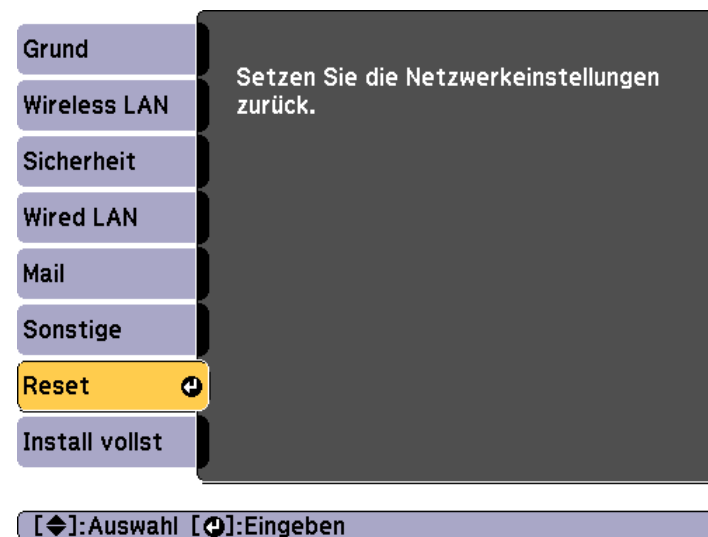 Grund
Wireless LAN
Sicherheit
Wired LAN
Mail
Sonstige
Reset
Install vollst
Setzen Sie die Netzwerkeinstellungen
zurück.
[◆]:Auswahl [↵]:Eingeben